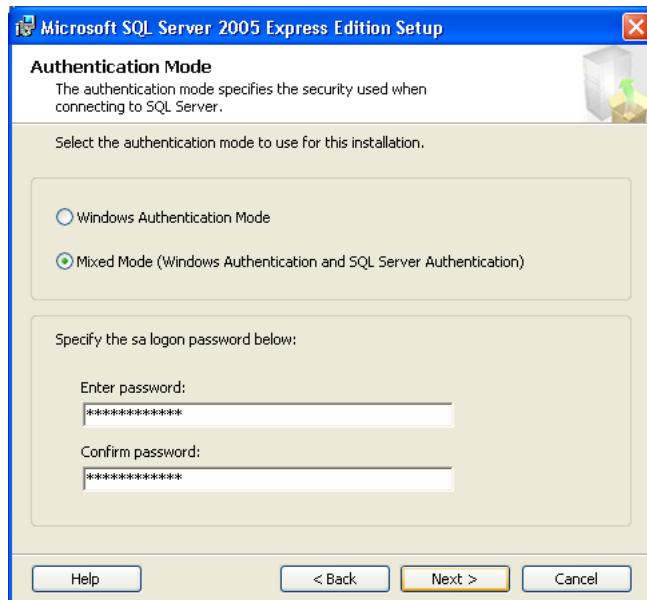 Microsoft SQL Server 2005 Express Edition Setup
Authentication Mode
The authentication mode specifies the security used when
connecting to SQL Server.
Select the authentication mode to use for this installation.
Windows Authentication Mode
Mixed Mode (Windows Authentication and SQL Server Authentication)
Specify the sa logon password below:
Enter password:
************
Confirm password:
************
Help
< Back
Next >
Cancel